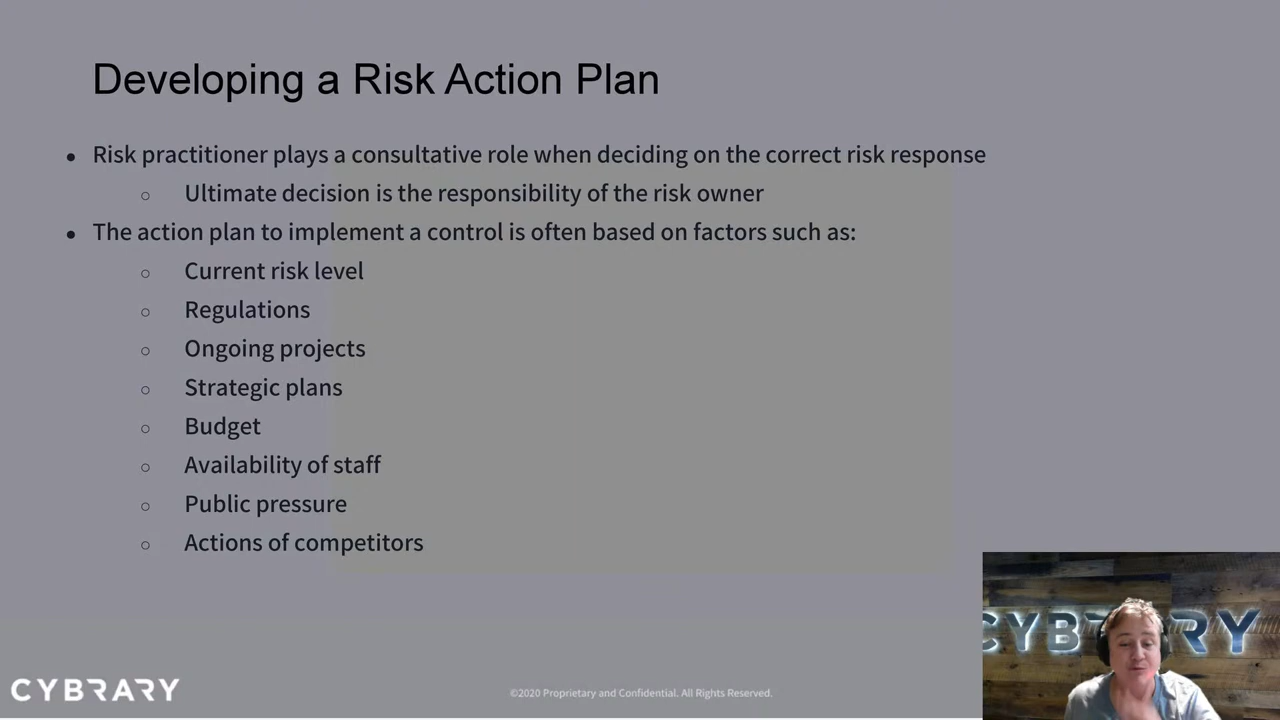 Developing a Risk Action Plan
● Risk practitioner plays a consultative role when deciding on the correct risk response
○ Ultimate decision is the responsibility of the risk owner
● The action plan to implement a control is often based on factors such as:
○ Current risk level
○ Regulations
○ Ongoing projects
○ Strategic plans
○ Budget
○ Availability of staff
○ Public pressure
○ Actions of competitors
CYBRARY
CYBRARY
©2020 Proprietary and Confidential. All Rights Reserved.